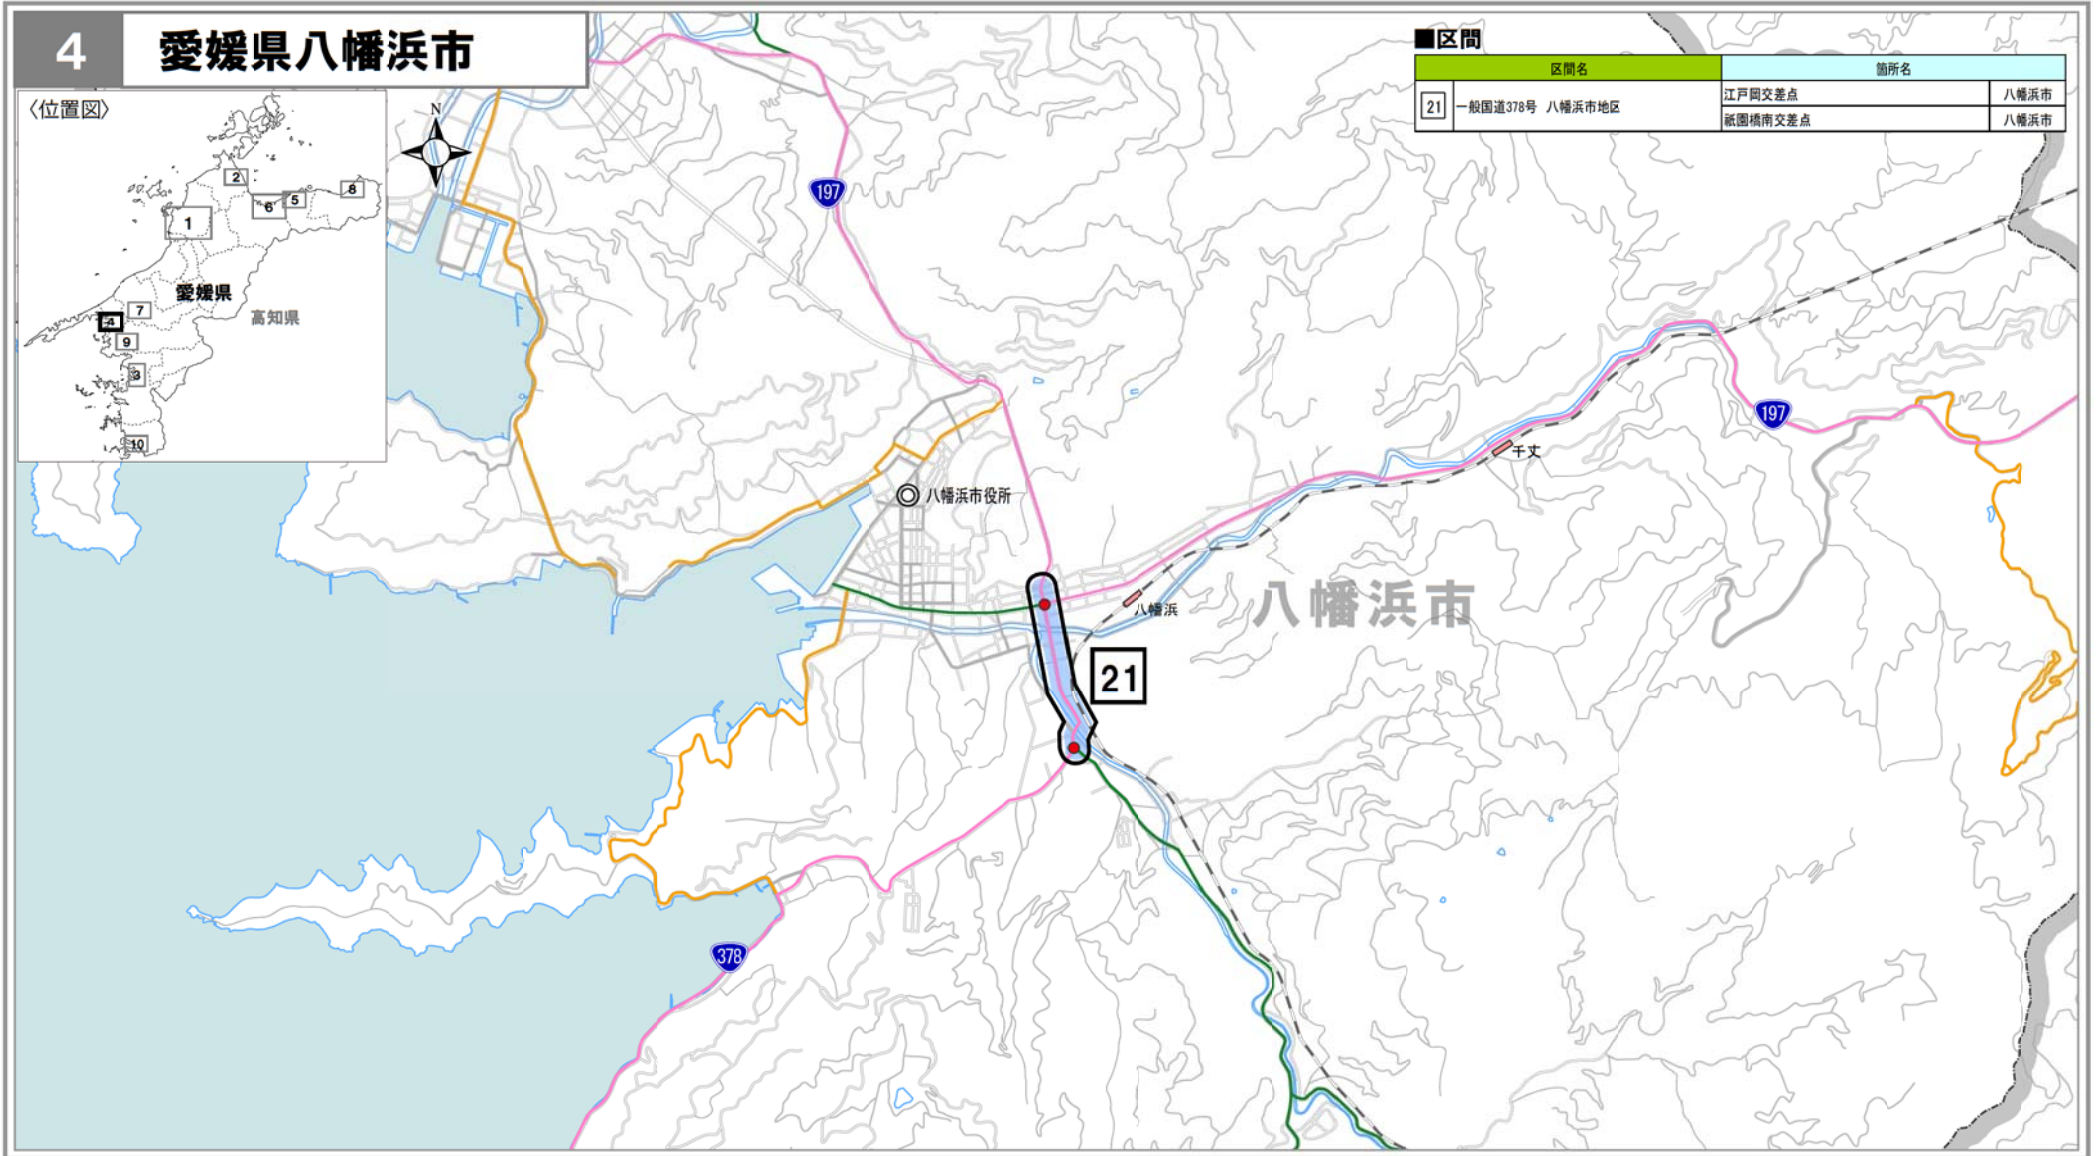 4 愛媛県八幡浜市
〈位置図〉
2
8
5
6
1
愛媛県
高知県
7
4
9
3
10
N
■区間
区間名 箇所名
21 一般国道378号 八幡浜市地区
江戸岡交差点 八幡浜市
祇園橋南交差点 八幡浜市
197
197
千丈
八幡浜市役所
八幡浜
八幡浜市
21
378